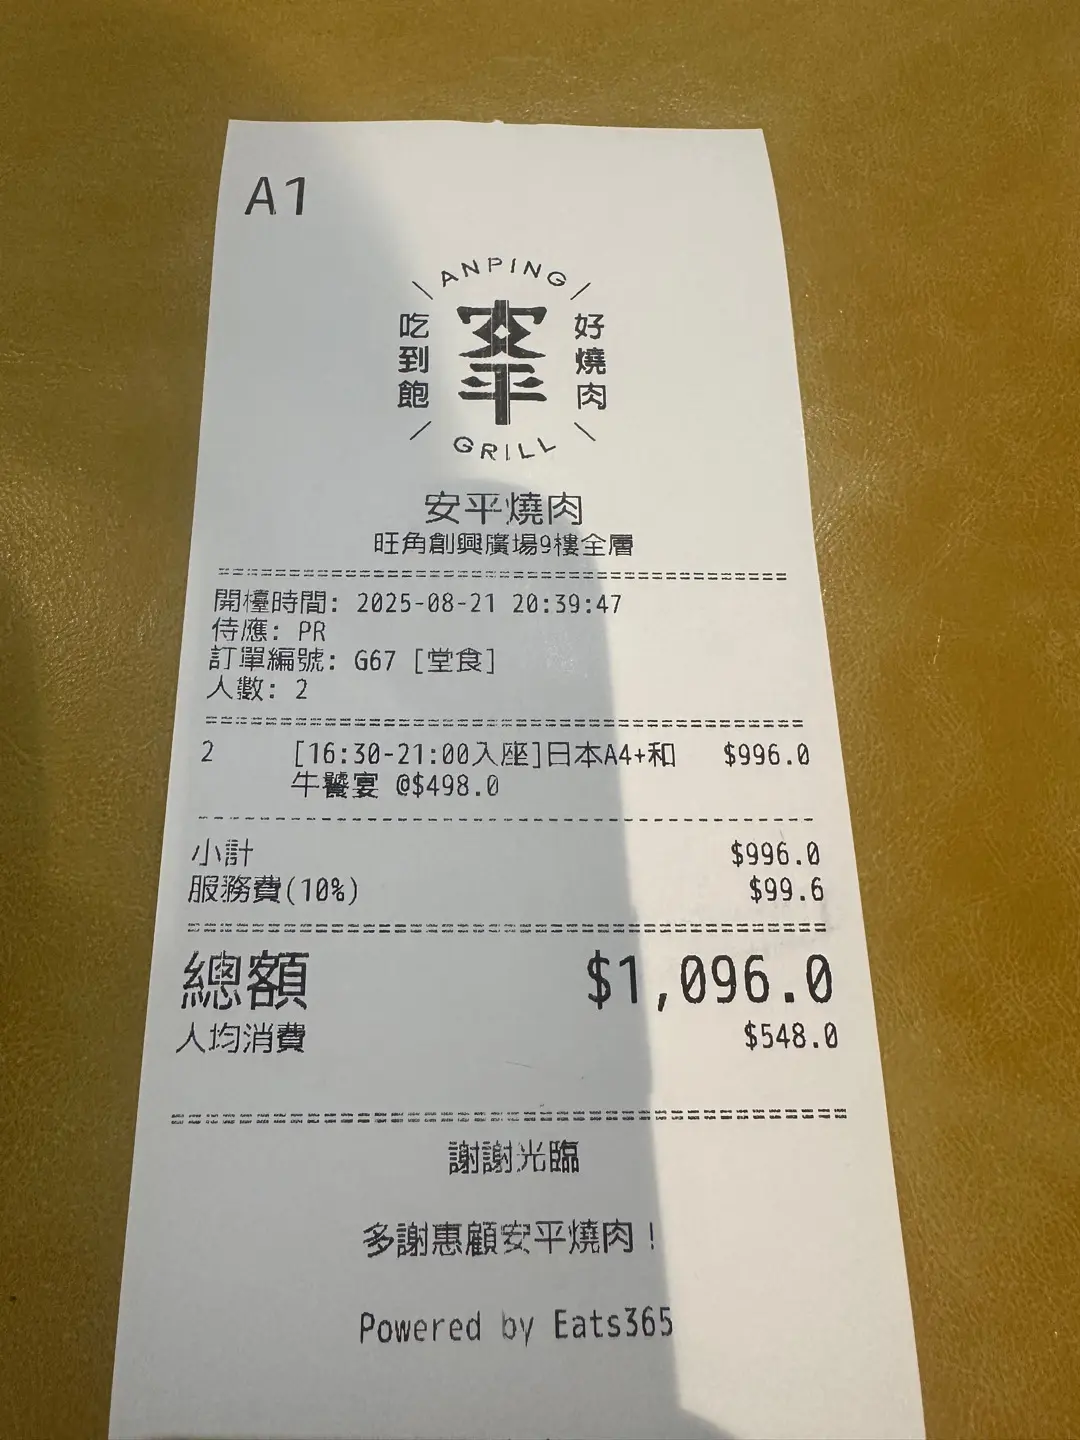 A1
ANPING
吃到飽
安平
好燒肉
GRILL
安平燒肉
旺角創興廣場9樓全層
開檯時間: 2025-08-21 20:39:47
侍應: PR
訂單編號: G67 [堂食]
人數: 2
2 [16:30-21:00入座]日本A4+和 $996.0
牛饗宴 @$498.0
小計 $996.0
服務費(10%) $99.6
總額 $1,096.0
人均消費 $548.0
謝謝光臨
多謝惠顧安平燒肉!
Powered by Eats365